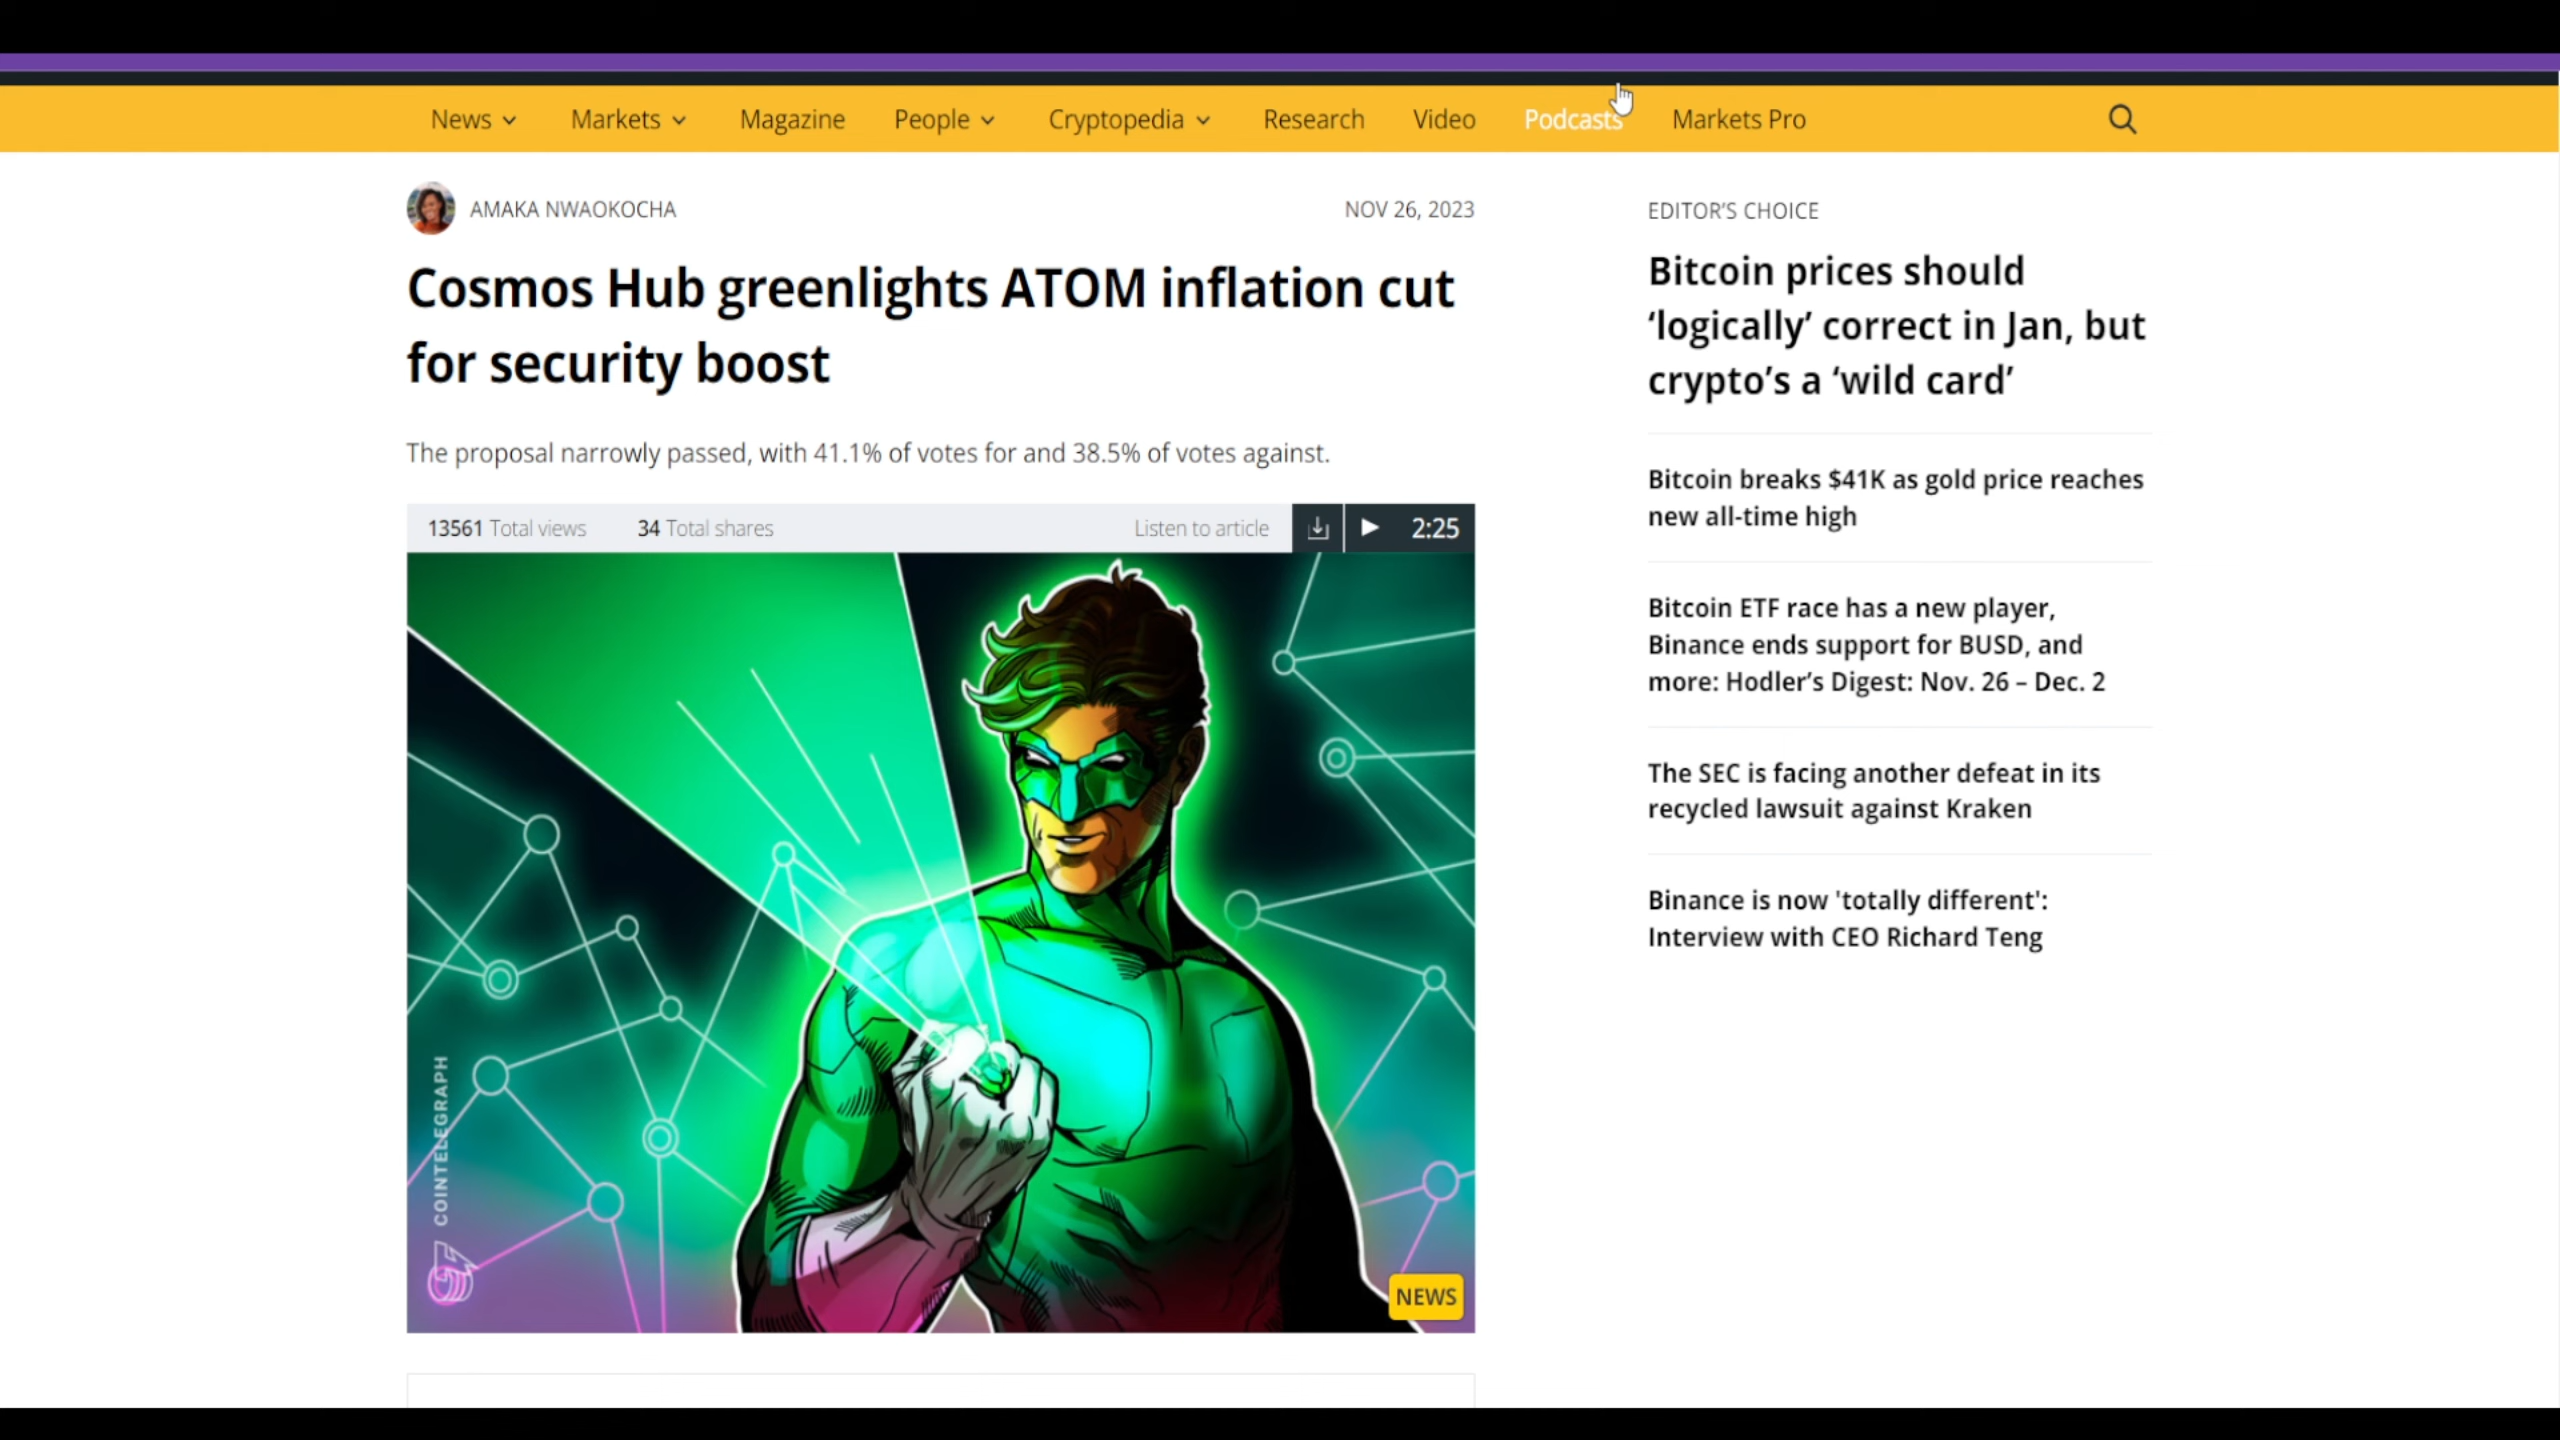 News
Markets
Magazine
People
Cryptopedia
Research
Video
Podcasts
Markets Pro
AMAKA NWAOKOCHA
NOV 26, 2023
Cosmos Hub greenlights ATOM inflation cut
for security boost
The proposal narrowly passed, with 41.1% of votes for and 38.5% of votes against.
13561 Total views
34 Total shares
Listen to article
2:25
COINTELEGRAPH
NEWS
EDITOR'S CHOICE
Bitcoin prices should
‘logically’ correct in Jan, but
crypto’s a ‘wild card’
Bitcoin breaks $41K as gold price reaches
new all-time high
Bitcoin ETF race has a new player,
Binance ends support for BUSD, and
more: Hodler’s Digest: Nov. 26 – Dec. 2
The SEC is facing another defeat in its
recycled lawsuit against Kraken
Binance is now 'totally different':
Interview with CEO Richard Teng